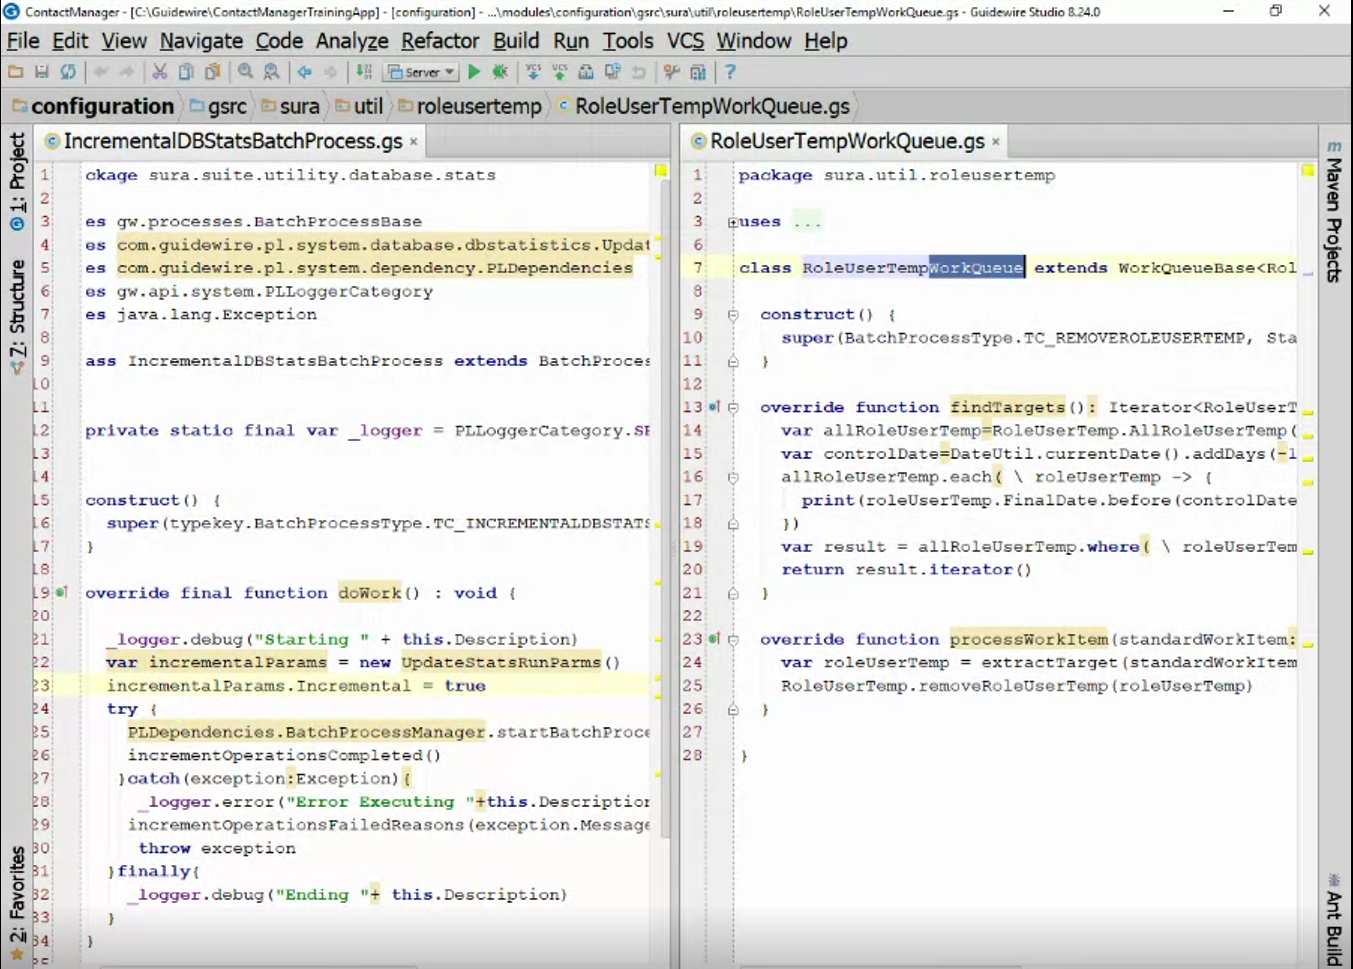 ContactManager - [C:\Guidewire\ContactManagerTrainingApp] - [configuration] - ...\modules\configuration\gsrc\sura\util\roleusertemp\RoleUserTempWorkQueue.gs - Guidewire Studio 8.24.0
File Edit View Navigate Code Analyze Refactor Build Run Tools VCS Window Help
Server
configuration gsrc sura util roleusertemp RoleUserTempWorkQueue.gs
1: Project
7: Structure
2: Favorites
IncrementalDBStatsBatchProcess.gs
1 ckage sura.suite.utility.database.stats
2
3 es gw.processes.BatchProcessBase
4 es com.guidewire.pl.system.database.dbstatistics.Updat
5 es com.guidewire.pl.system.dependency.PLDependencies
6 es gw.api.system.PLLoggerCategory
7 es java.lang.Exception
8
9 ass IncrementalDBStatsBatchProcess extends BatchProces
10
11
12 private static final var _logger = PLLoggerCategory.SE
13
14
15 construct() {
16 super(typekey.BatchProcessType.TC_INCREMENTALDBSTATS
17 }
18
19 override final function doWork() : void {
20
21 _logger.debug("Starting " + this.Description)
22 var incrementalParams = new UpdateStatsRunParms()
23 incrementalParams.Incremental = true
24 try {
25 PLDependencies.BatchProcessManager.startBatchProce
26 incrementOperationsCompleted()
27 }catch(exception:Exception){
28 _logger.error("Error Executing "+this.Description
29 incrementOperationsFailedReasons(exception.Message
30 throw exception
31 }finally{
32 _logger.debug("Ending "+ this.Description)
33 }
34 }
RoleUserTempWorkQueue.gs
1 package sura.util.roleusertemp
2
3 uses ...
6
7 class RoleUserTempWorkQueue extends WorkQueueBase<Rol
8
9 construct() {
10 super(BatchProcessType.TC_REMOVEROLEUSERTEMP, Sta
11 }
12
13 override function findTargets(): Iterator<RoleUserT
14 var allRoleUserTemp=RoleUserTemp.AllRoleUserTemp(
15 var controlDate=DateUtil.currentDate().addDays(-1
16 allRoleUserTemp.each( \ roleUserTemp -> {
17 print(roleUserTemp.FinalDate.before(controlDate
18 })
19 var result = allRoleUserTemp.where( \ roleUserTem
20 return result.iterator()
21 }
22
23 override function processWorkItem(standardWorkItem:
24 var roleUserTemp = extractTarget(standardWorkItem
25 RoleUserTemp.removeRoleUserTemp(roleUserTemp)
26 }
27
28 }
Maven Projects
Ant Build